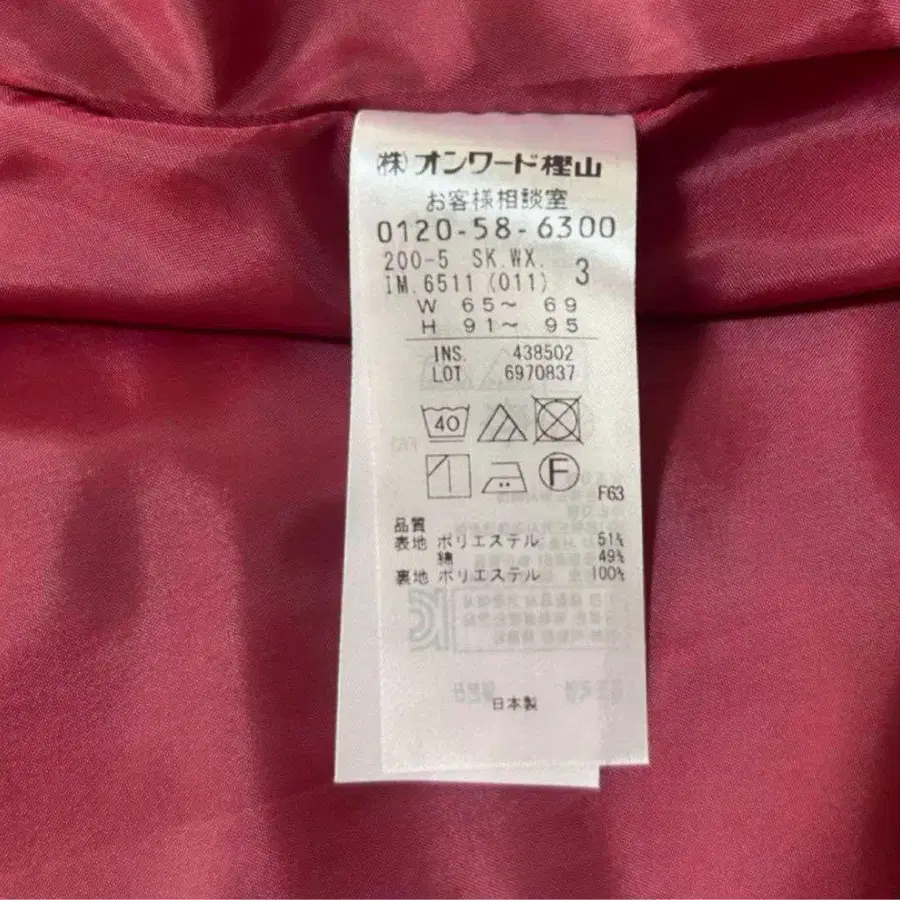 (株)オンワード樫山
お客様相談室
0120-58-6300
200-5 SK.WX.
IM.6511 (011) 3
W 65〜 69
H 91〜 95
INS. 438502
LOT 6970837
40
F
F63
品質
表地 ポリエステル 51%
綿 49%
裏地 ポリエステル 100%
日本製